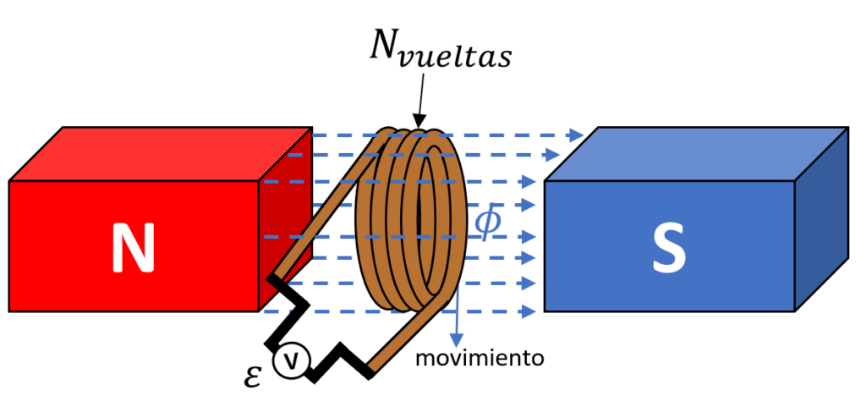 N_vueltas
N
S
ϕ
movimiento
V
ε